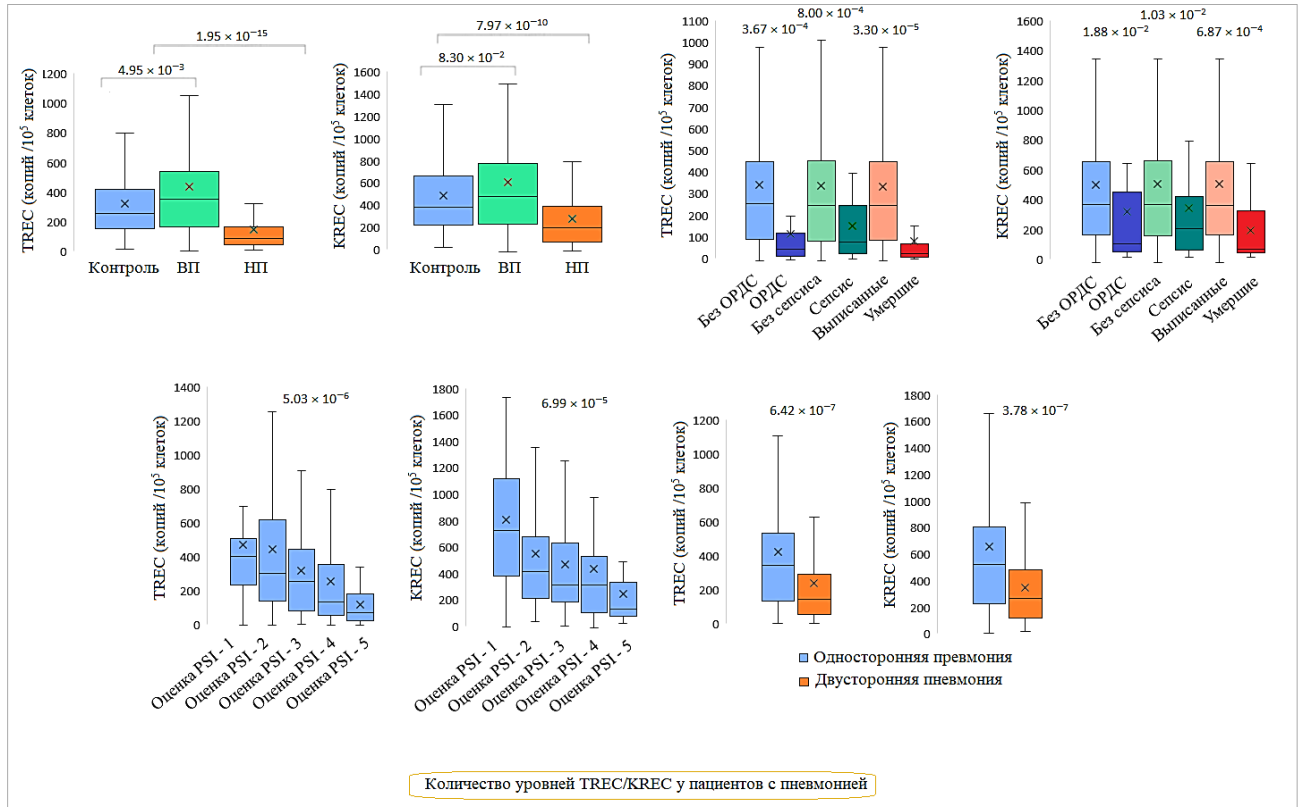 1.95 × 10⁻¹⁵
4.95 × 10⁻³
TREC (копий /10⁵ клеток)
1200
1000
800
600
400
200
0
Контроль ВП НП
7.97 × 10⁻¹⁰
8.30 × 10⁻²
KREC (копий /10⁵ клеток)
1600
1400
1200
1000
800
600
400
200
0
Контроль ВП НП
8.00 × 10⁻⁴
3.67 × 10⁻⁴ 3.30 × 10⁻⁵
TREC (копий /10⁵ клеток)
1100
1000
900
800
700
600
500
400
300
200
100
0
Без ОРДС
ОРДС
Без сепсиса
Сепсис
Выписанные
Умершие
1.03 × 10⁻²
1.88 × 10⁻² 6.87 × 10⁻⁴
KREC (копий /10⁵ клеток)
1600
1400
1200
1000
800
600
400
200
0
Без ОРДС
ОРДС
Без сепсиса
Сепсис
Выписанные
Умершие
5.03 × 10⁻⁶
TREC (копий /10⁵ клеток)
1400
1200
1000
800
600
400
200
0
Оценка PSI - 1
Оценка PSI - 2
Оценка PSI - 3
Оценка PSI - 4
Оценка PSI - 5
6.99 × 10⁻⁵
KREC (копий /10⁵ клеток)
1800
1600
1400
1200
1000
800
600
400
200
0
Оценка PSI - 1
Оценка PSI - 2
Оценка PSI - 3
Оценка PSI - 4
Оценка PSI - 5
6.42 × 10⁻⁷
TREC (копий /10⁵ клеток)
1200
1000
800
600
400
200
0
3.78 × 10⁻⁷
KREC (копий /10⁵ клеток)
1800
1600
1400
1200
1000
800
600
400
200
0
Односторонняя превмония
Двусторонняя пневмония
Количество уровней TREC/KREC у пациентов с пневмонией